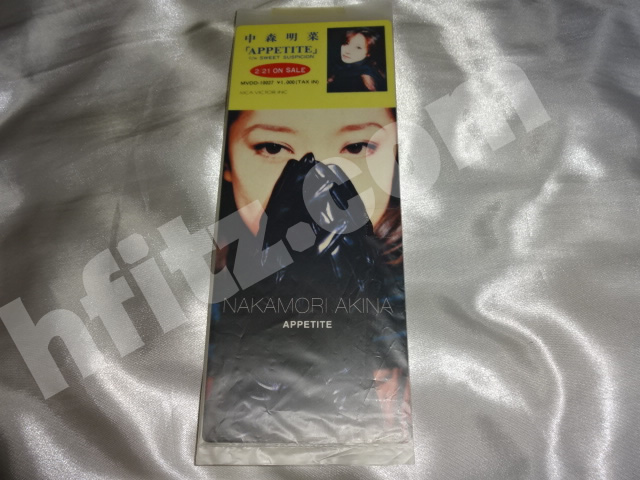 中森明菜
「APPETITE」
c/w SWEET SUSPICION
2.21 ON SALE
NAKAMORI AKINA
APPETITE
hfitz.com